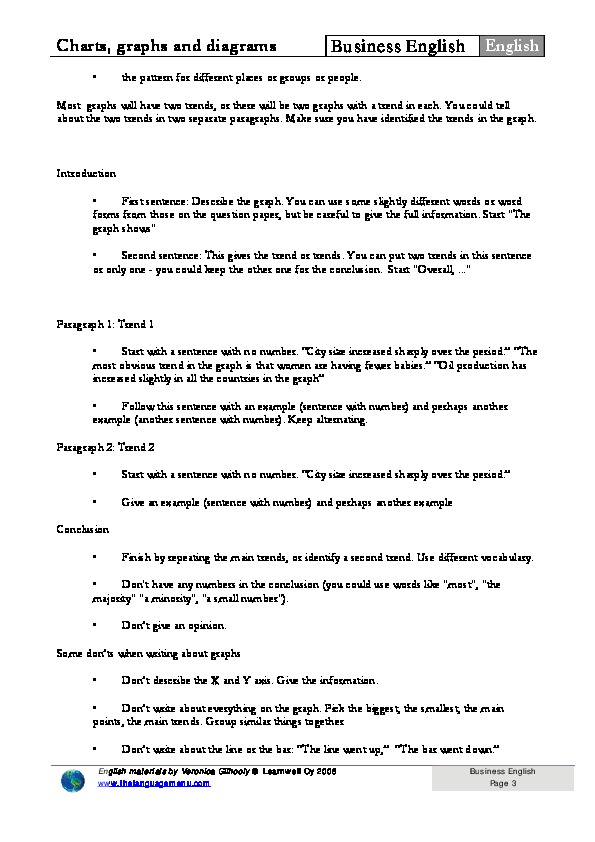 Charts, graphs and diagrams
Business English
English
• the pattern for different places or groups or people.
Most graphs will have two trends, or there will be two graphs with a trend in each. You could tell
about the two trends in two separate paragraphs. Make sure you have identified the trends in the graph.
Introduction
• First sentence: Describe the graph. You can use some slightly different words or word
forms from those on the question paper, but be careful to give the full information. Start "The
graph shows"
• Second sentence: This gives the trend or trends. You can put two trends in this sentence
or only one - you could keep the other one for the conclusion. Start "Overall, ..."
Paragraph 1: Trend 1
• Start with a sentence with no number. "City size increased sharply over the period." "The
most obvious trend in the graph is that women are having fewer babies." "Oil production has
increased slightly in all the countries in the graph"
• Follow this sentence with an example (sentence with number) and perhaps another
example (another sentence with number). Keep alternating.
Paragraph 2: Trend 2
• Start with a sentence with no number. "City size increased sharply over the period."
• Give an example (sentence with number) and perhaps another example
Conclusion
• Finish by repeating the main trends, or identify a second trend. Use different vocabulary.
• Don't have any numbers in the conclusion (you could use words like "most", "the
majority" "a minority", "a small number").
• Don't give an opinion.
Some don'ts when writing about graphs
• Don't describe the X and Y axis. Give the information.
• Don't write about everything on the graph. Pick the biggest, the smallest, the main
points, the main trends. Group similar things together
• Don't write about the line or the bar: "The line went up," "The bar went down."
English materials by Veronica Gilhooly © Learnwell Oy 2006
www.thelanguagemenu.com
Business English
Page 3